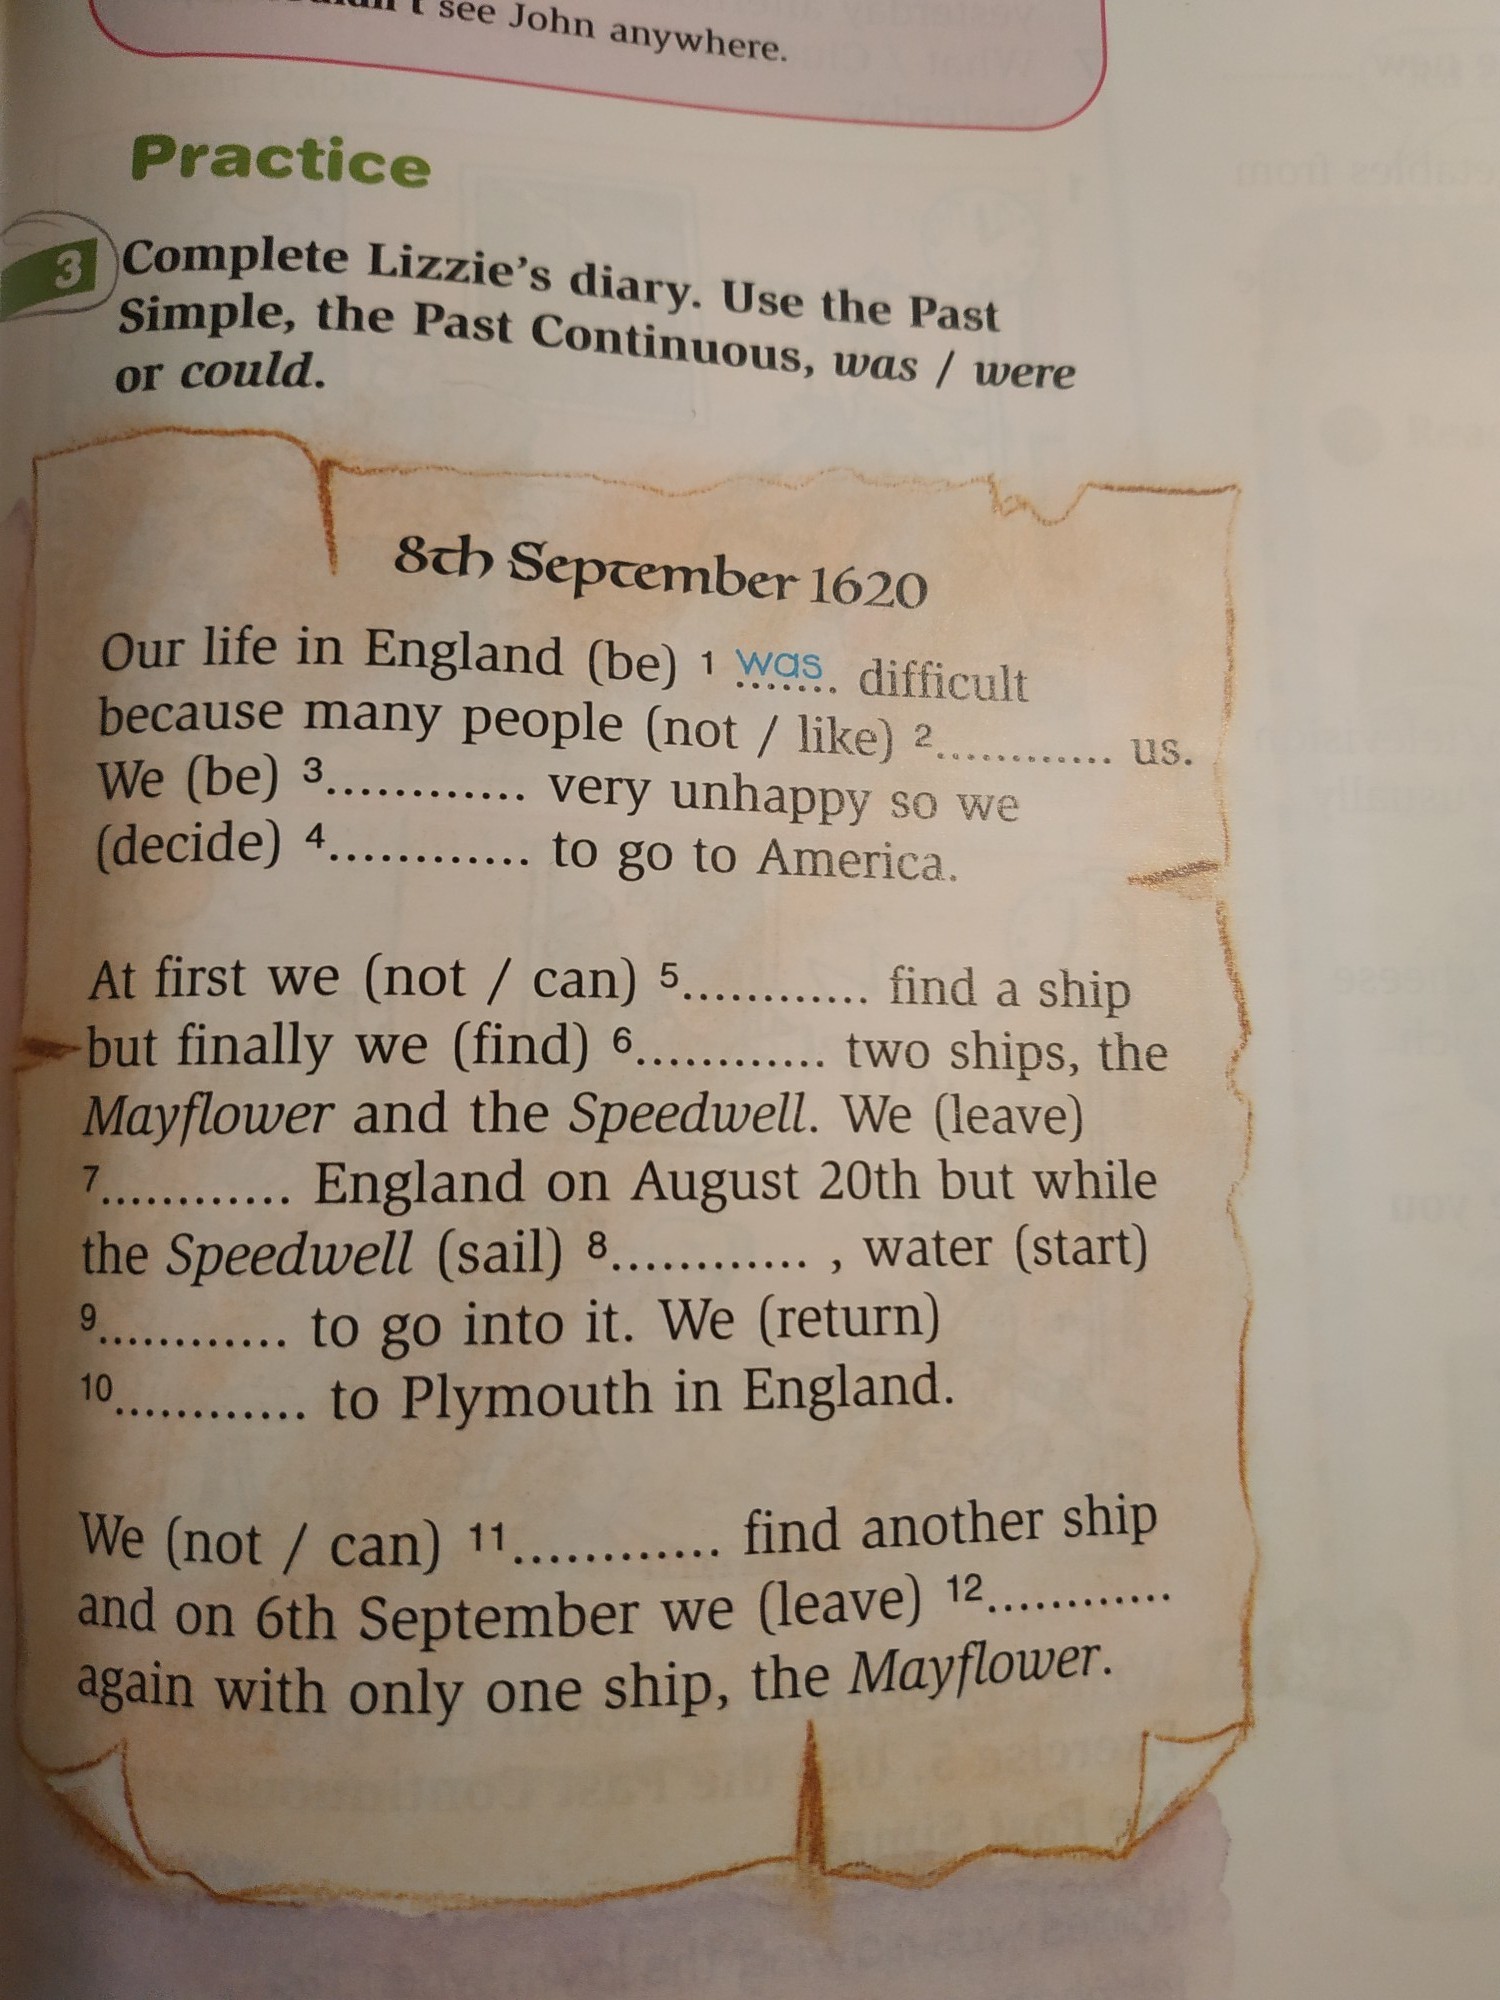 see John anywhere.
Practice
3 Complete Lizzie's diary. Use the Past
Simple, the Past Continuous, was / were
or could.
8th September 1620
Our life in England (be) 1 was difficult
because many people (not / like) 2............ us.
We (be) 3............ very unhappy so we
(decide) 4............ to go to America.
At first we (not / can) 5............ find a ship
but finally we (find) 6............ two ships, the
Mayflower and the Speedwell. We (leave)
7............ England on August 20th but while
the Speedwell (sail) 8............ , water (start)
9............ to go into it. We (return)
10............ to Plymouth in England.
We (not / can) 11............ find another ship
and on 6th September we (leave) 12............
again with only one ship, the Mayflower.